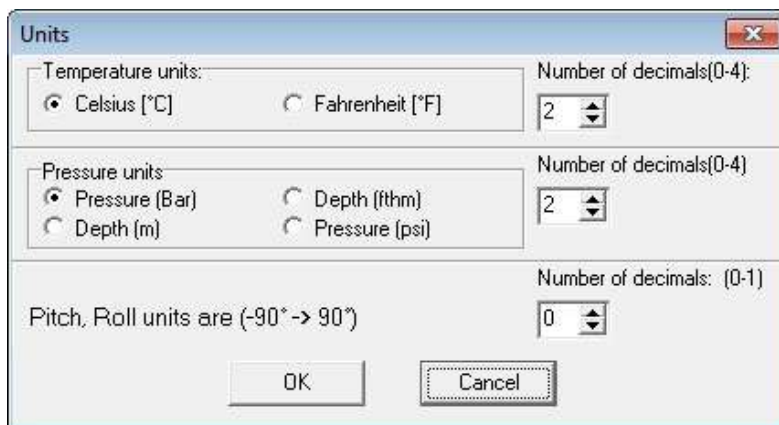 Units
Temperature units:
Celsius [°C]
Fahrenheit [°F]
Number of decimals(0-4):
2
Pressure units
Pressure (Bar)
Depth (fthm)
Depth (m)
Pressure (psi)
Number of decimals(0-4)
2
Pitch, Roll units are (-90° -> 90°)
Number of decimals: (0-1)
0
OK
Cancel